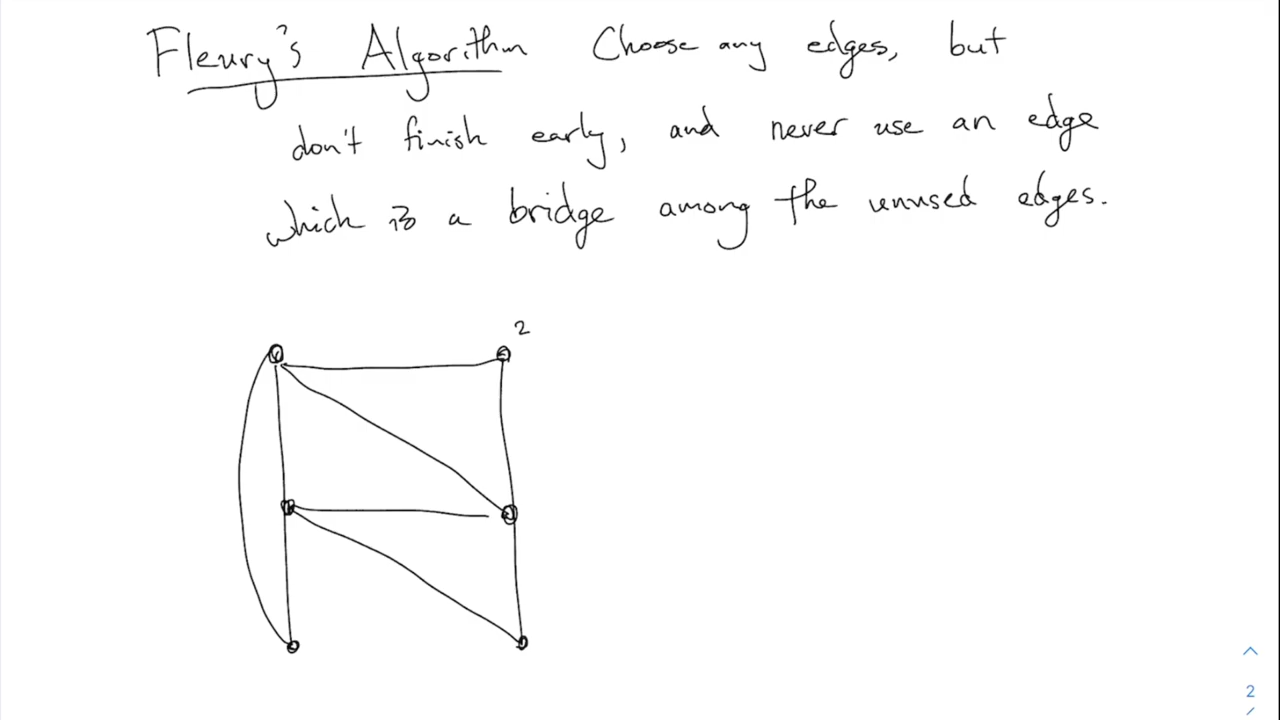 Fleury's Algorithm Choose any edges, but
don't finish early, and never use an edge
which is a bridge among the unused edges.
2
2